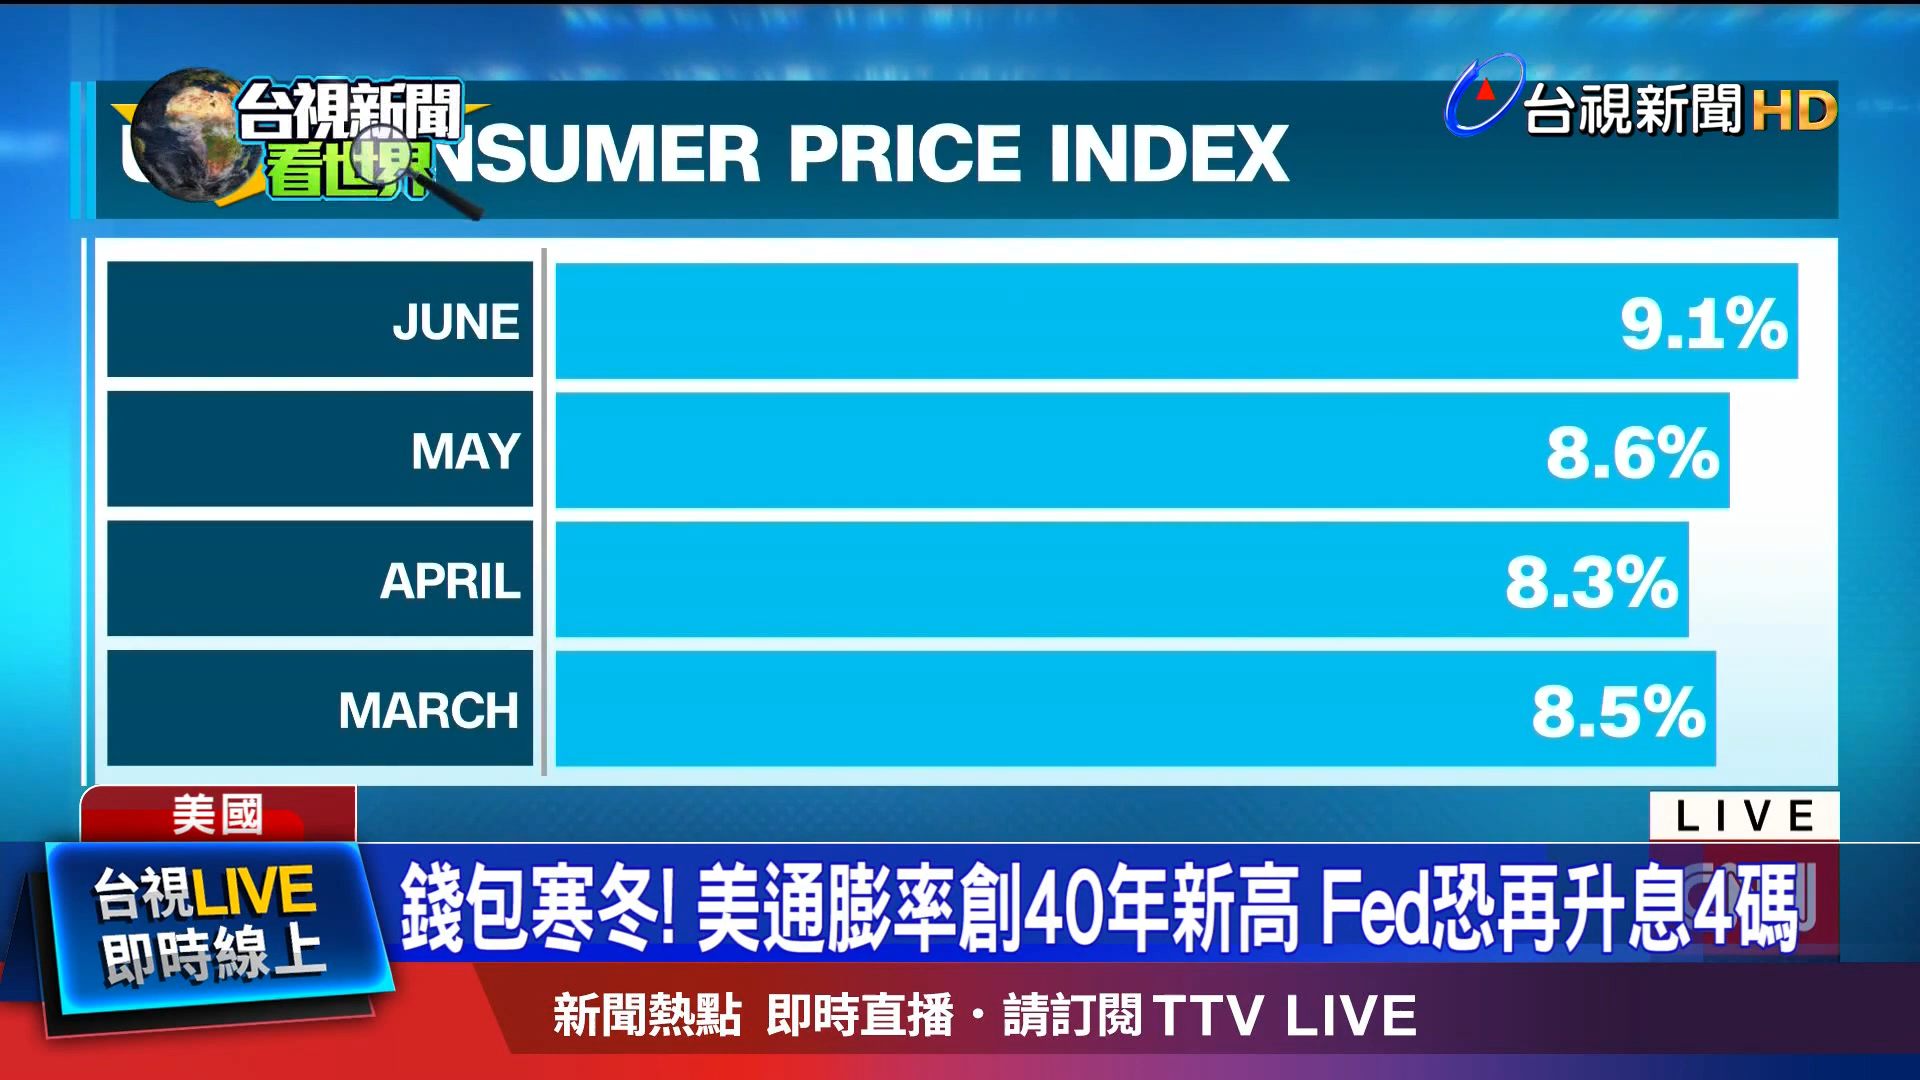 台視新聞
看世界
NSUMER PRICE INDEX
台視新聞HD
JUNE 9.1%
MAY 8.6%
APRIL 8.3%
MARCH 8.5%
美國
LIVE
台視LIVE
即時線上
錢包寒冬! 美通膨率創40年新高 Fed恐再升息4碼
新聞熱點 即時直播·請訂閱TTV LIVE